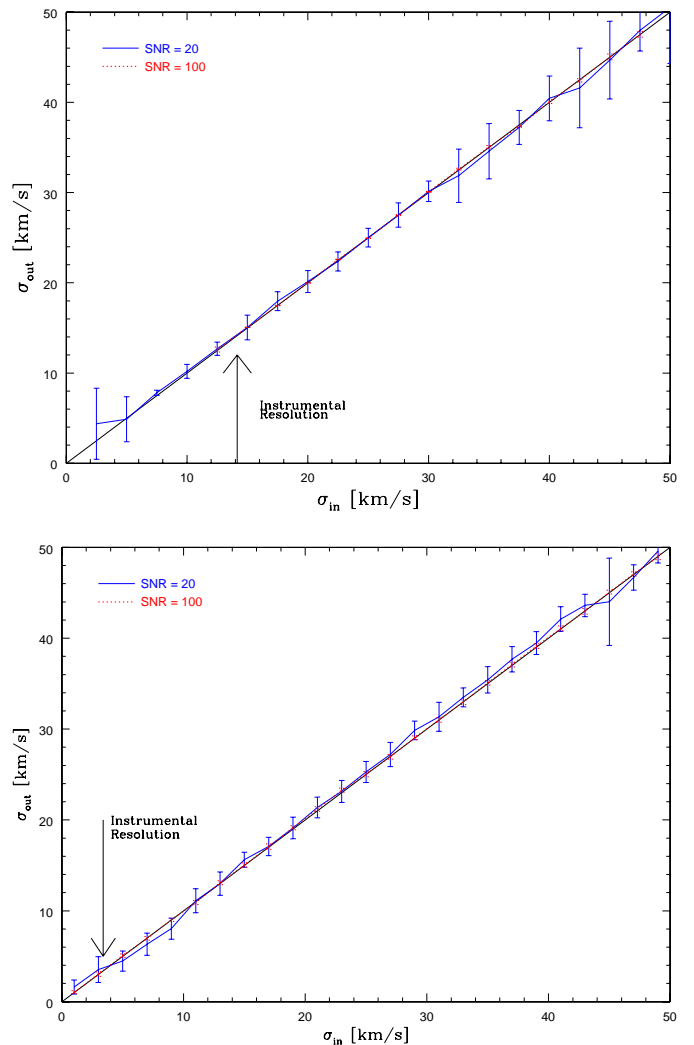 50
40
30
20
10
0
σout [km/s]
SNR = 20
SNR = 100
Instrumental
Resolution
0 10 20 30 40 50
σin [km/s]
50
40
30
20
10
0
σout [km/s]
SNR = 20
SNR = 100
Instrumental
Resolution
0 10 20 30 40 50
σin [km/s]